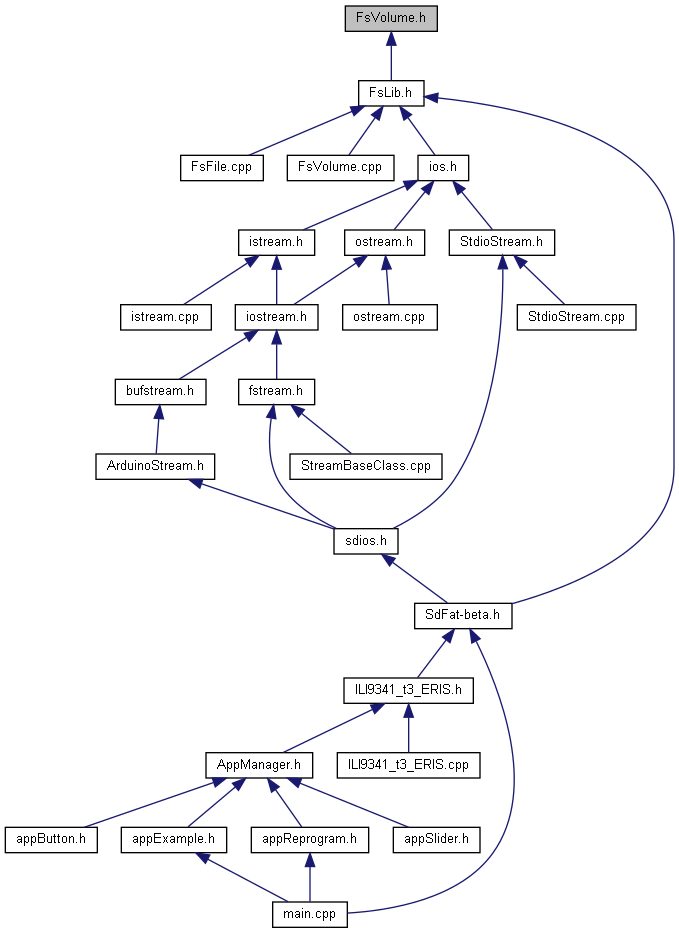 FsVolume.h
FsLib.h
FsFile.cpp
FsVolume.cpp
ios.h
istream.h
ostream.h
StdioStream.h
istream.cpp
iostream.h
ostream.cpp
StdioStream.cpp
bufstream.h
fstream.h
ArduinoStream.h
StreamBaseClass.cpp
sdios.h
SdFat-beta.h
ILI9341_t3_ERIS.h
AppManager.h
ILI9341_t3_ERIS.cpp
appButton.h
appExample.h
appReprogram.h
appSlider.h
main.cpp